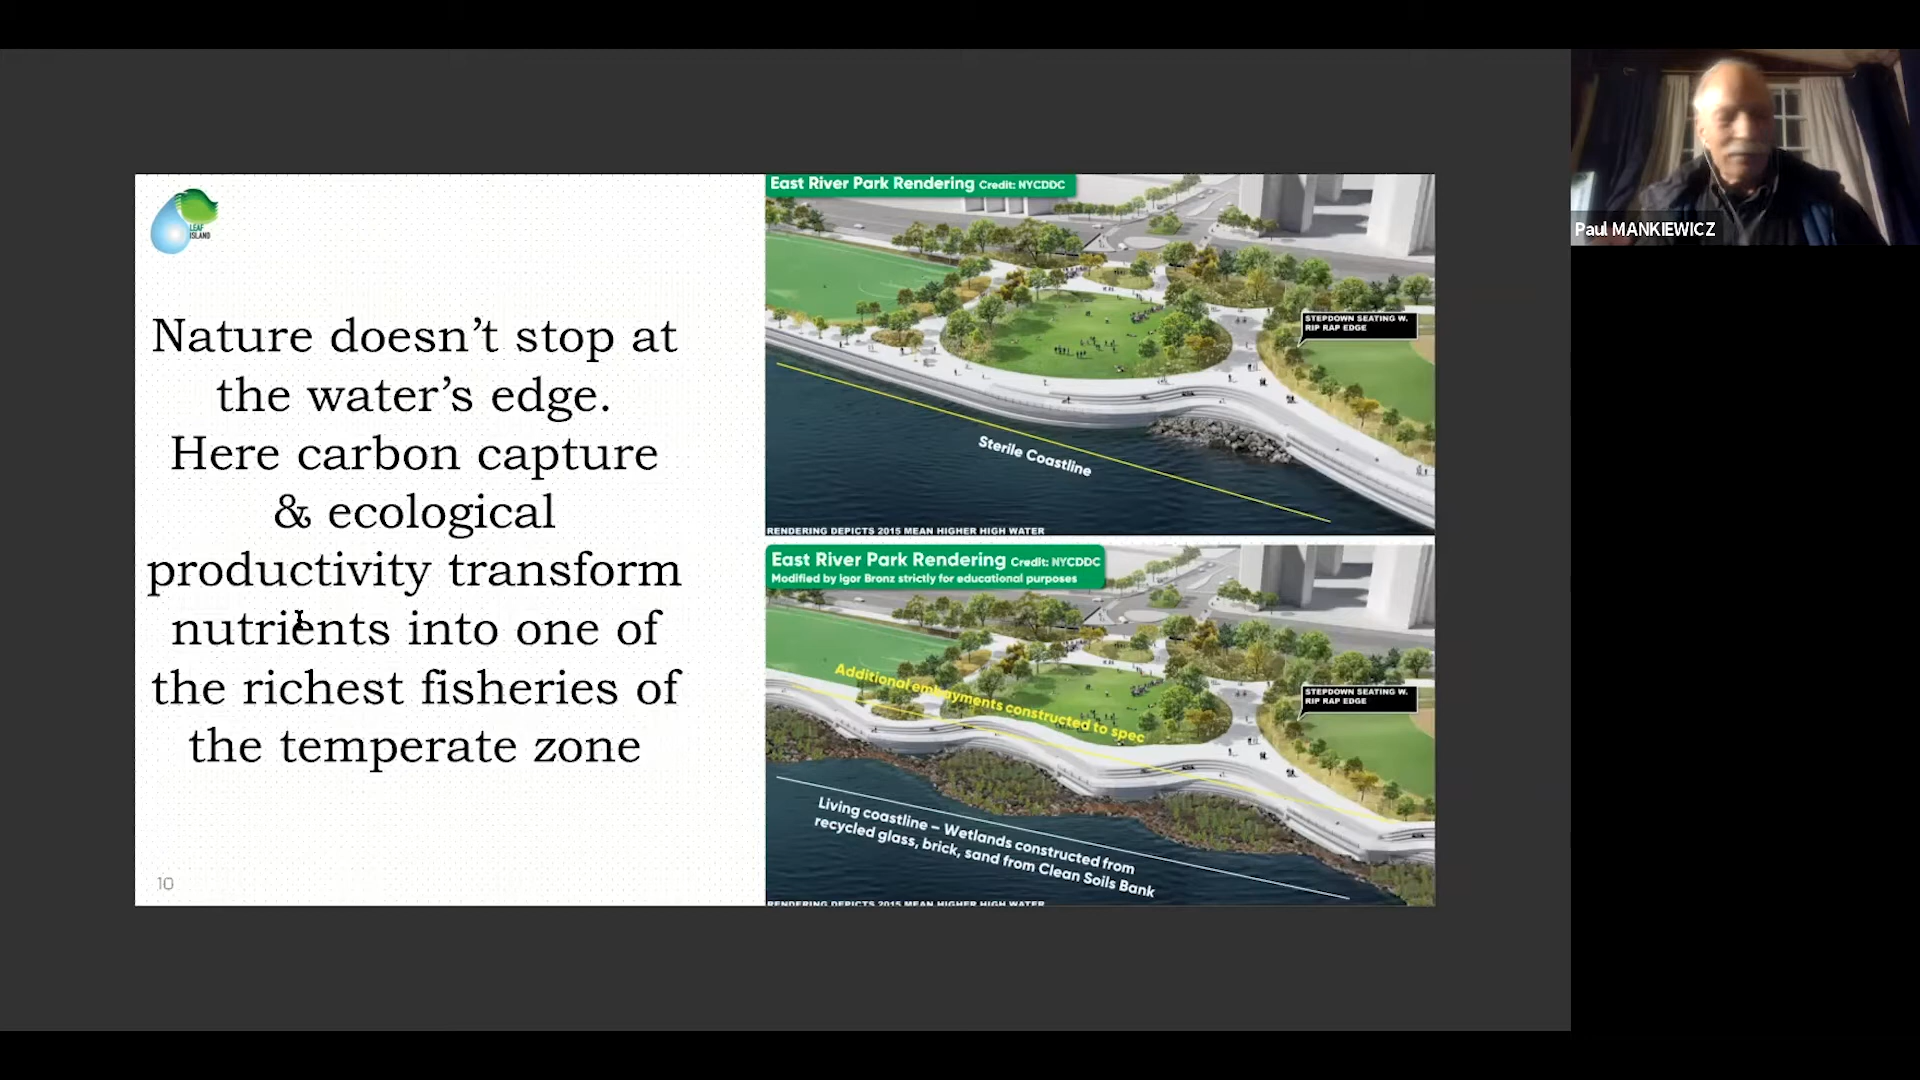 LEAF
ISLAND
Nature doesn’t stop at
the water’s edge.
Here carbon capture
& ecological
productivity transform
nutrients into one of
the richest fisheries of
the temperate zone
10
East River Park Rendering Credit: NYCDDC
STEPDOWN SEATING W.
RIP RAP EDGE
Sterile Coastline
RENDERING DEPICTS 2015 MEAN HIGHER HIGH WATER
East River Park Rendering Credit: NYCDDC
Modified by Igor Bronz strictly for educational purposes
Additional embayments constructed to spec
STEPDOWN SEATING W.
RIP RAP EDGE
Living coastline – Wetlands constructed from
recycled glass, brick, sand from Clean Soils Bank
RENDERING DEPICTS 2015 MEAN HIGHER HIGH WATER
Paul MANKIEWICZ